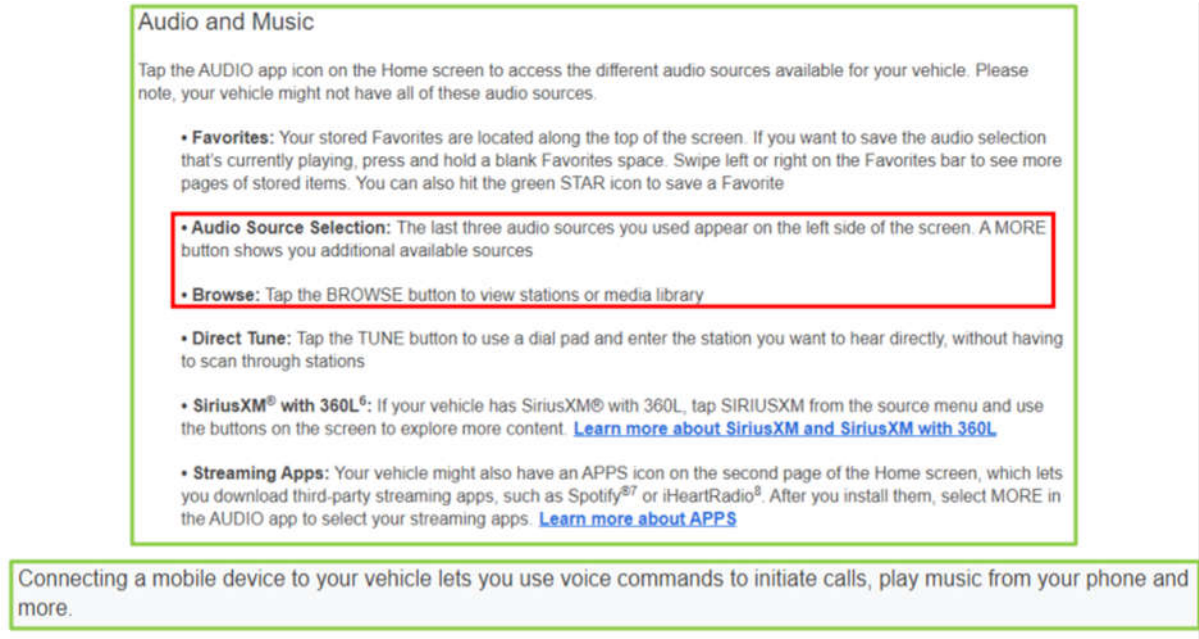 Audio and Music
Tap the AUDIO app icon on the Home screen to access the different audio sources available for your vehicle. Please
note, your vehicle might not have all of these audio sources.
• Favorites: Your stored Favorites are located along the top of the screen. If you want to save the audio selection
that's currently playing, press and hold a blank Favorites space. Swipe left or right on the Favorites bar to see more
pages of stored items. You can also hit the green STAR icon to save a Favorite
• Audio Source Selection: The last three audio sources you used appear on the left side of the screen. A MORE
button shows you additional available sources
• Browse: Tap the BROWSE button to view stations or media library
• Direct Tune: Tap the TUNE button to use a dial pad and enter the station you want to hear directly, without having
to scan through stations
• SiriusXM® with 360L⁶: If your vehicle has SiriusXM® with 360L, tap SIRIUSXM from the source menu and use
the buttons on the screen to explore more content. Learn more about SiriusXM and SiriusXM with 360L
• Streaming Apps: Your vehicle might also have an APPS icon on the second page of the Home screen, which lets
you download third-party streaming apps, such as Spotify®⁷ or iHeartRadio⁸. After you install them, select MORE in
the AUDIO app to select your streaming apps. Learn more about APPS
Connecting a mobile device to your vehicle lets you use voice commands to initiate calls, play music from your phone and
more.